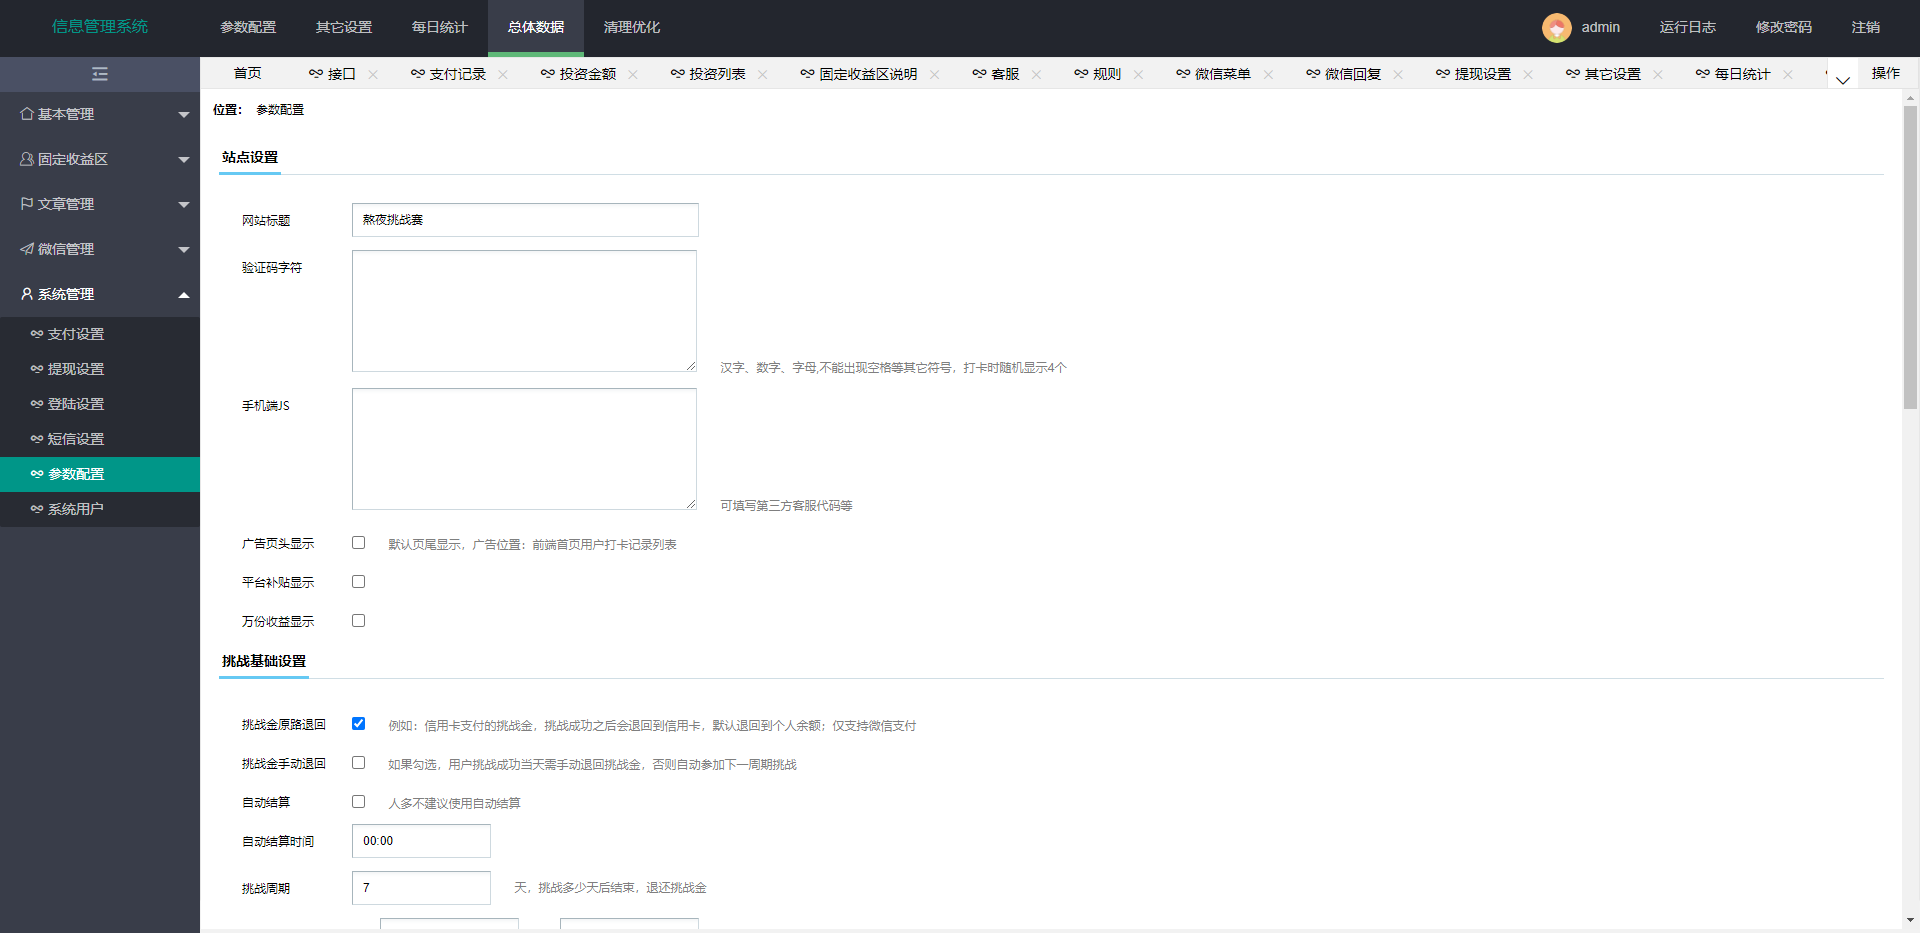 信息管理系统 参数配置 其它设置 每日统计 总体数据 清理优化 admin 运行日志 修改密码 注销
首页 接口 支付记录 投资金额 投资列表 固定收益区说明 客服 规则 微信菜单 微信回复 提现设置 其它设置 每日统计 操作
基本管理
固定收益区
文章管理
微信管理
系统管理
支付设置
提现设置
登陆设置
短信设置
参数配置
系统用户
位置： 参数配置
站点设置
网站标题 熬夜挑战赛
验证码字符
汉字、数字、字母,不能出现空格等其它符号，打卡时随机显示4个
手机端JS
可填写第三方客服代码等
广告页头显示 默认页尾显示，广告位置：前端首页用户打卡记录列表
平台补贴显示
万份收益显示
挑战基础设置
挑战金原路退回 例如：信用卡支付的挑战金，挑战成功之后会退回到信用卡，默认退回到个人余额；仅支持微信支付
挑战金手动退回 如果勾选，用户挑战成功当天需手动退回挑战金，否则自动参加下一周期挑战
自动结算 人多不建议使用自动结算
自动结算时间 00:00
挑战周期 7 天，挑战多少天后结束，退还挑战金